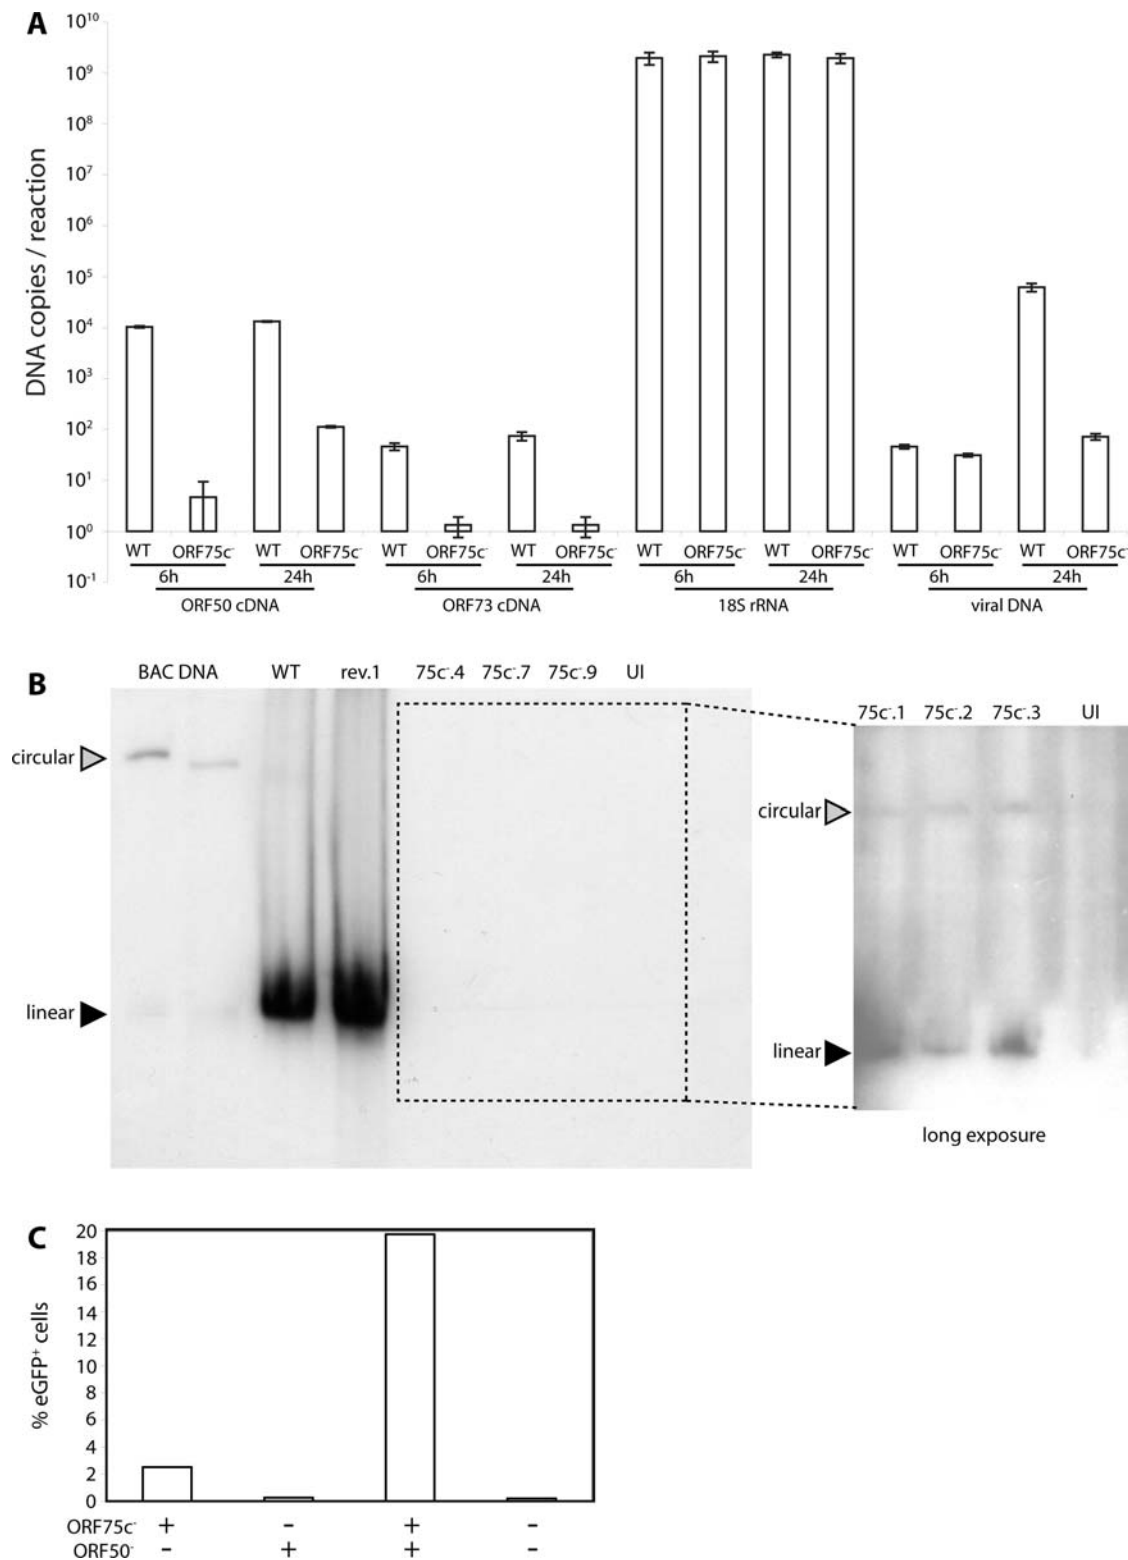 A
DNA copies / reaction
10¹⁰
10⁹
10⁸
10⁷
10⁶
10⁵
10⁴
10³
10²
10¹
10⁰
10⁻¹
WT ORF75c⁻ WT ORF75c⁻ WT ORF75c⁻ WT ORF75c⁻ WT ORF75c⁻ WT ORF75c⁻ WT ORF75c⁻ WT ORF75c⁻
6h 24h 6h 24h 6h 24h 6h 24h
ORF50 cDNA ORF73 cDNA 18S rRNA viral DNA
B
BAC DNA WT rev.1 75c⁻.4 75c⁻.7 75c⁻.9 UI
circular
linear
75c⁻.1 75c⁻.2 75c⁻.3 UI
circular
linear
long exposure
C
% eGFP⁺ cells
20
18
16
14
12
10
8
6
4
2
0
ORF75c⁻ + - + -
ORF50⁻ - + + -